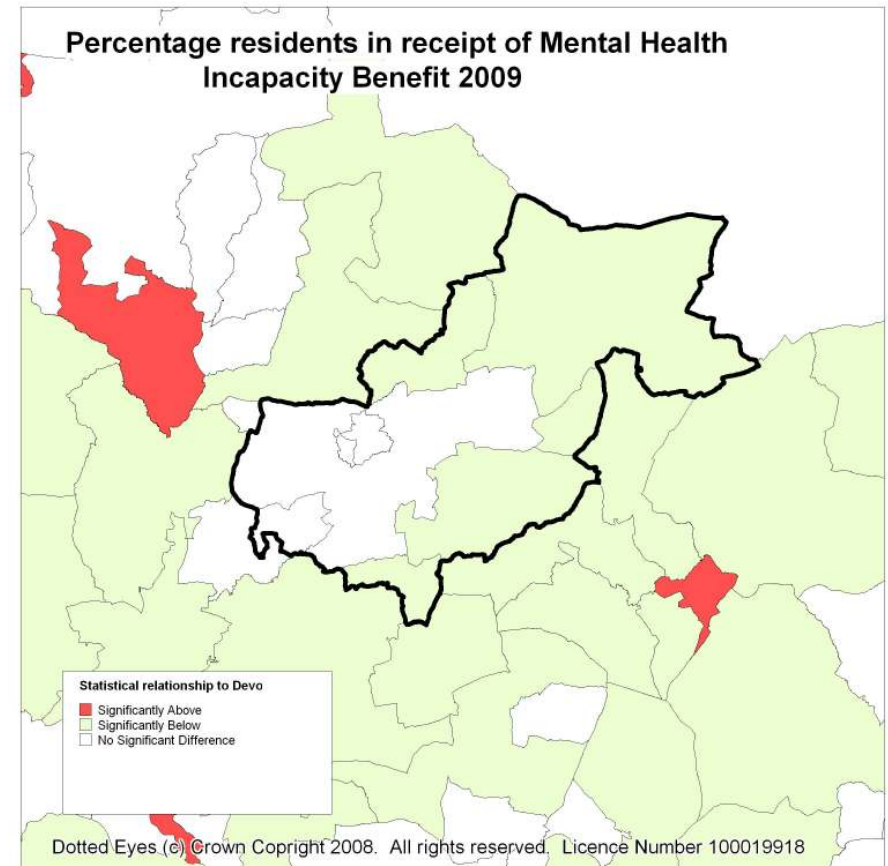 Percentage residents in receipt of Mental Health
Incapacity Benefit 2009
Statistical relationship to Devo
Significantly Above
Significantly Below
No Significant Difference
Dotted Eyes (c) Crown Copright 2008. All rights reserved. Licence Number 100019918